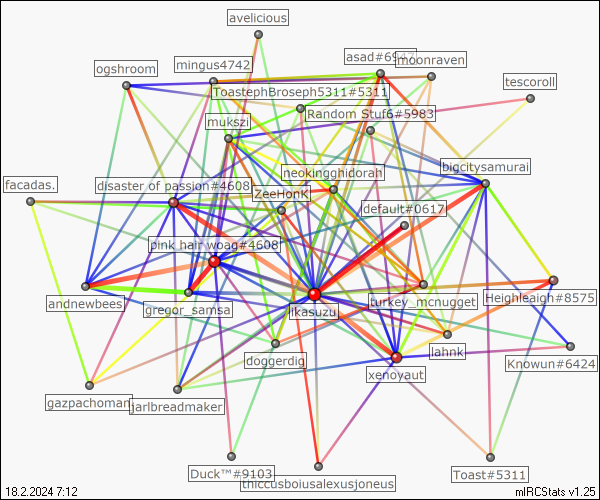 avelicious
asad#6947
moonraven
mingus4742
ogshroom
tescoroll
ToastephBroseph5311#5311
Random Stuf6#5983
mukszi
bigcitysamurai
neokingghidorah
facadas.
disaster of passion#4608
ZeeHonK
default#0617
pink hair woag#4608
andnewbees
gregor_samsa
likasuzu
turkey_mcnugget
Heighleaigh#8575
lahnk
doggerdig
Knowun#6424
xenoyaut
gazpachoman
jarlbreadmaker
Duck™#9103
thiccusboiusalexusjoneus
Toast#5311
18.2.2024 7:12
mIRCStats v1.25